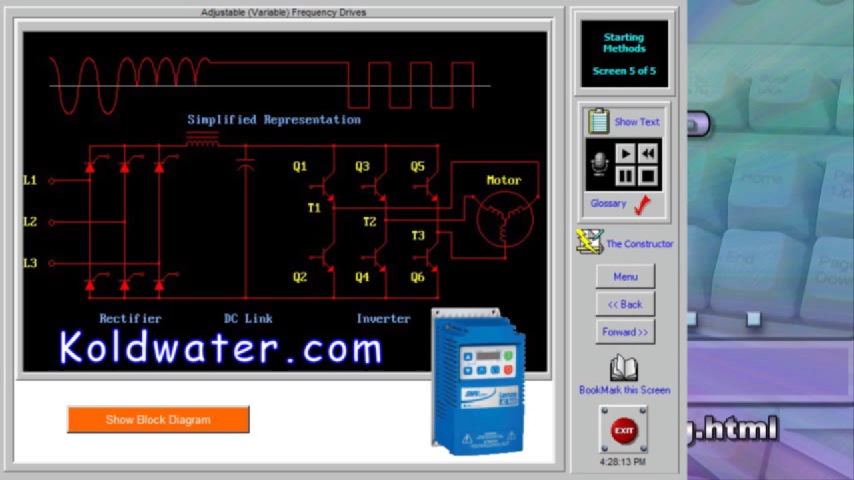 Adjustable (Variable) Frequency Drives
Starting
Methods
Screen 5 of 5
Simplified Representation
Show Text
Glossary
The Constructor
Menu
<< Back
Forward >>
BookMark this Screen
EXIT
4:28:13 PM
L1
L2
L3
Q1
Q3
Q5
Motor
T1
T2
T3
Q2
Q4
Q6
Rectifier
DC Link
Inverter
Koldwater.com
Show Block Diagram
g.html
Home
End